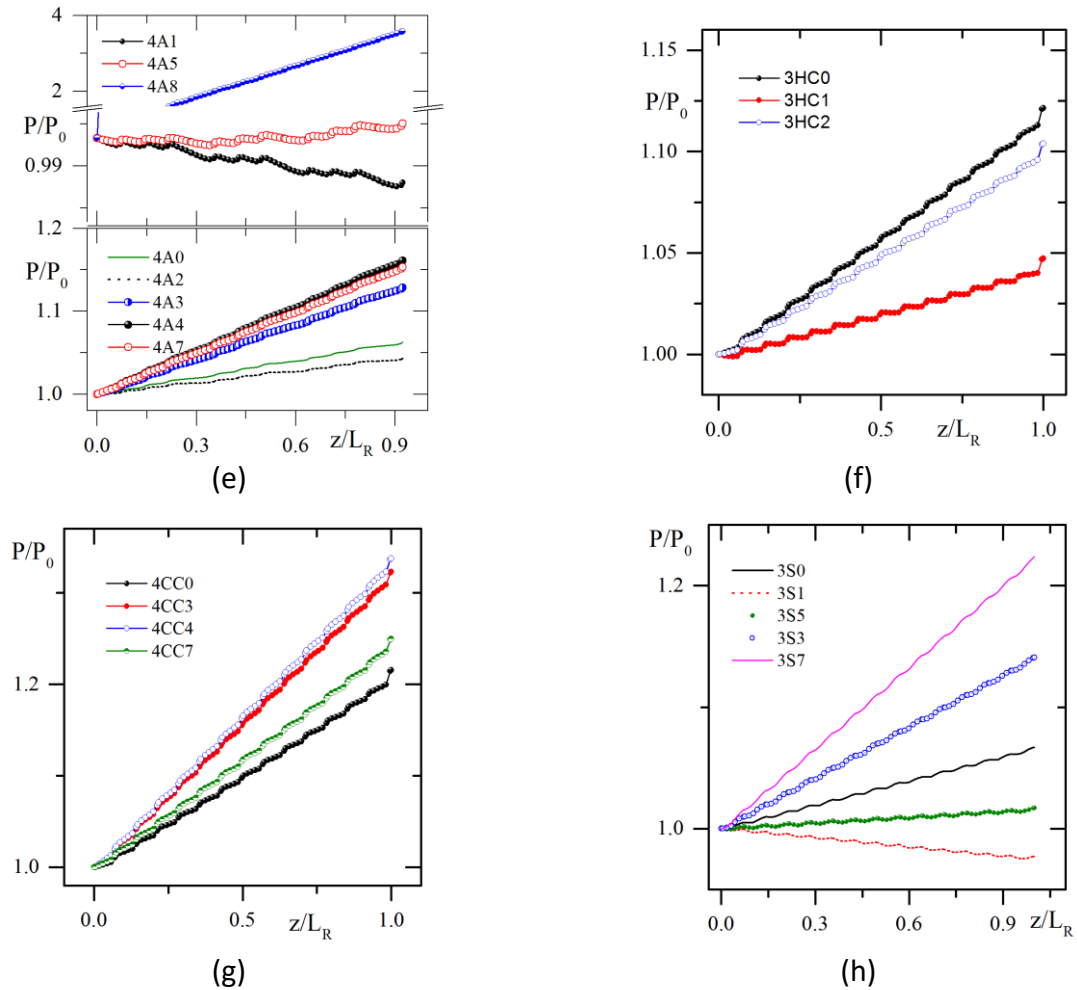 4
4A1
4A5
4A8
2
P/P0
0.99
1.2
P/P0
4A0
4A2
4A3
4A4
4A7
1.1
1.0
0.0 0.3 0.6 0.9
z/LR
(e)
1.15
P/P0
3HC0
3HC1
3HC2
1.10
1.05
1.00
0.0 0.5 1.0
z/LR
(f)
P/P0
4CC0
4CC3
4CC4
4CC7
1.2
1.0
0.0 0.5 1.0
z/LR
(g)
P/P0
3S0
3S1
3S5
3S3
3S7
1.2
1.0
0.0 0.3 0.6 0.9
z/LR
(h)